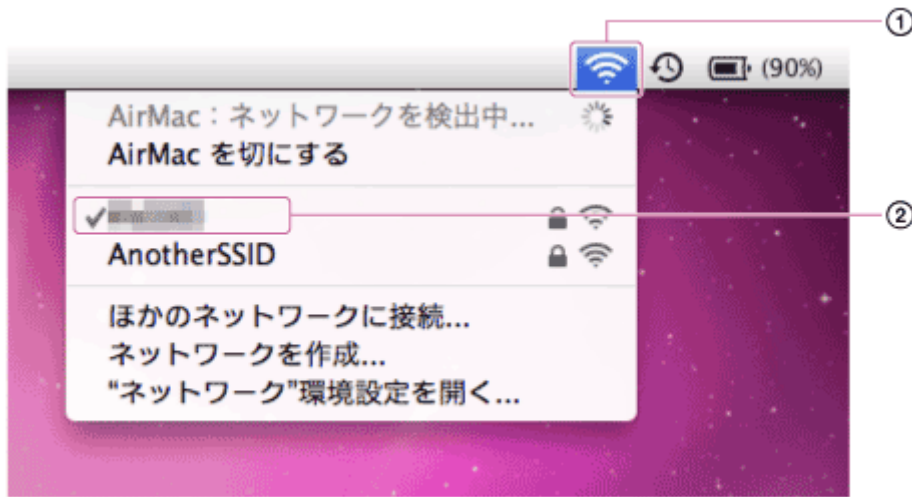 ①
(90%)
AirMac：ネットワークを検出中...
AirMac を切にする
②
AnotherSSID
ほかのネットワークに接続...
ネットワークを作成...
“ネットワーク”環境設定を開く...